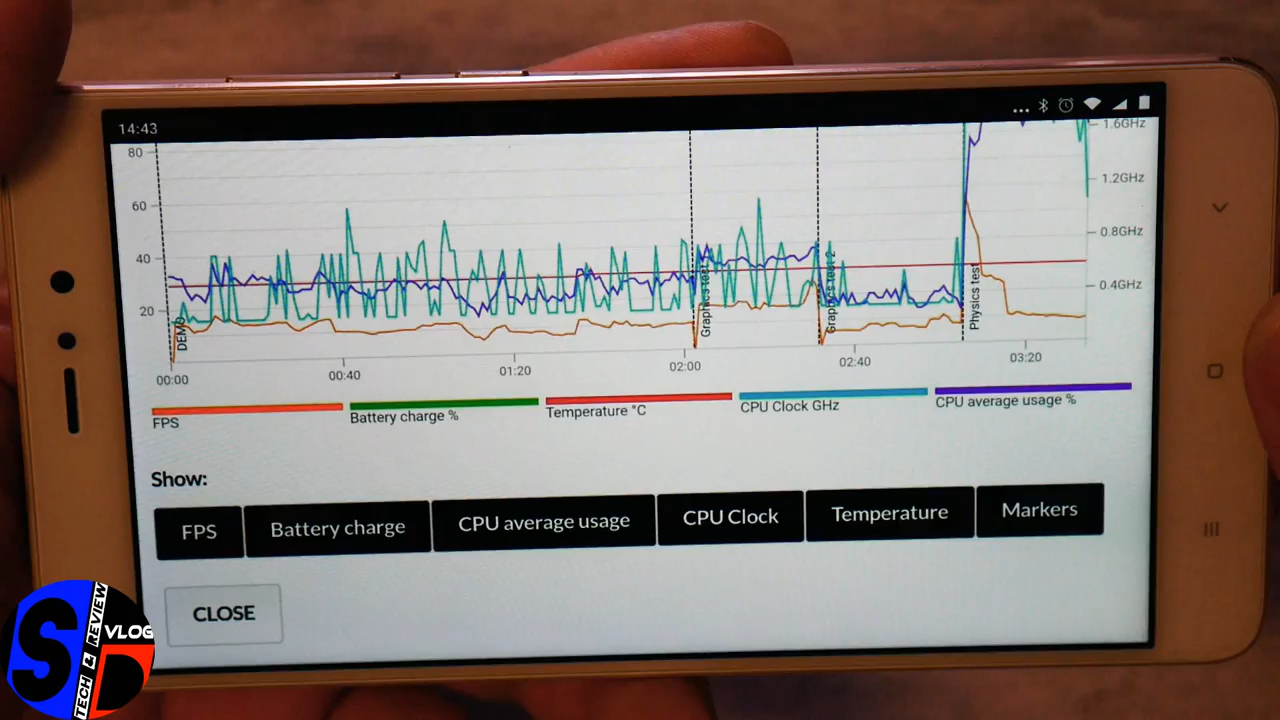 14:43
80
60
40
20
1.6GHz
1.2GHz
0.8GHz
0.4GHz
Graphics test
Graphics test 2
Physics test
00:00
00:40
01:20
02:00
02:40
03:20
FPS
Battery charge %
Temperature °C
CPU Clock GHz
CPU average usage %
Show:
FPS
Battery charge
CPU average usage
CPU Clock
Temperature
Markers
CLOSE
SD
TECH & REVIEW
VLOG